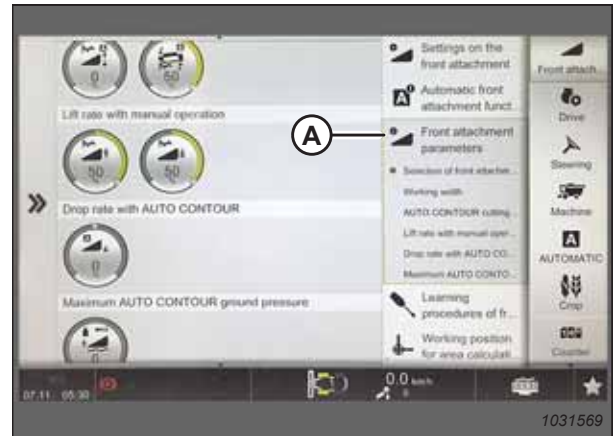 0
50
Lift rate with manual operation
50
50
Drop rate with AUTO CONTOUR
0
Maximum AUTO CONTOUR ground pressure
0
Settings on the
front attachment
Automatic front
attachment funct...
A
Front attachment
parameters
Selection of front attachm...
Working width
AUTO CONTOUR cutting...
Lift rate with manual oper...
Drop rate with AUTO CO...
Maximum AUTO CONTO...
Learning
procedures of fr...
Working position
for area calculati...
Front attach...
Drive
Steering
Machine
A
AUTOMATIC
Crop
Counter
07.11 05:30
0.0 km/h
1031569